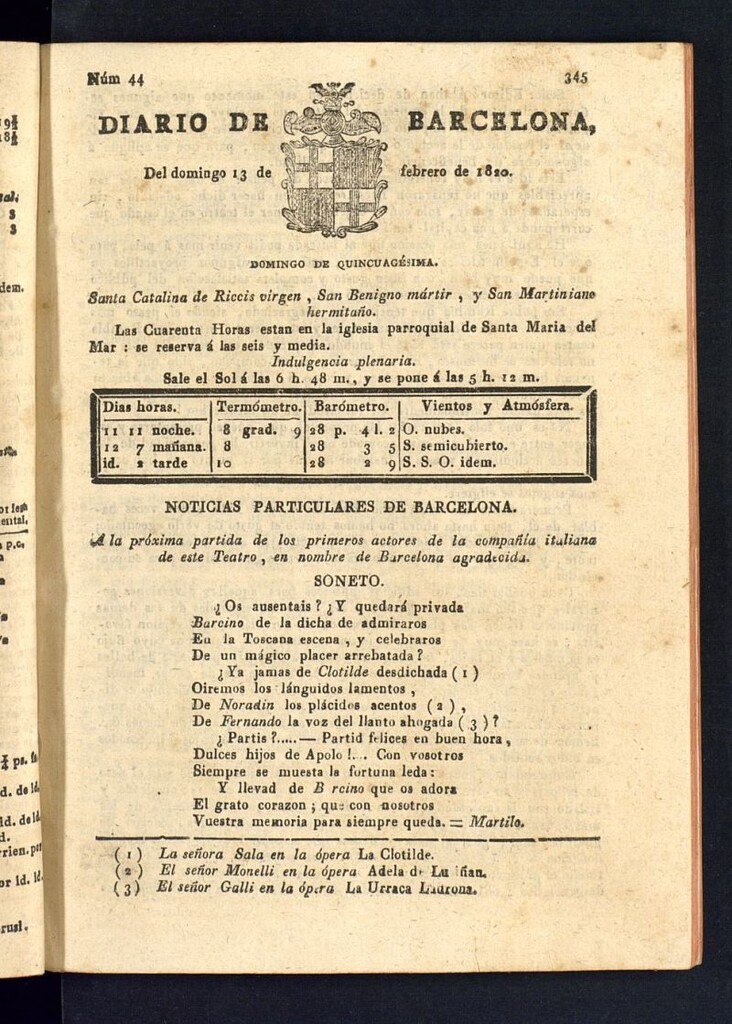 Núm 44
345
DIARIO DE BARCELONA,
Del domingo 13 de febrero de 1820.
DOMINGO DE QUINCUAGÉSIMA.
Santa Catalina de Riccis virgen , San Benigno mártir , y San Martiniano
hermitaño.
Las Cuarenta Horas estan en la iglesia parroquial de Santa Maria del
Mar : se reserva á las seis y media.
Indulgencia plenaria.
Sale el Sol á las 6 h. 48 m., y se pone á las 5 h. 12 m.
Dias horas. Termómetro. Barómetro. Vientos y Atmósfera.
11 11 noche. 8 grad. 9 28 p. 4 l. 2 O. nubes.
12 7 mañana. 8 28 3 5 S. semicubierto.
id. 2 tarde 10 28 2 9 S. S. O. idem.
NOTICIAS PARTICULARES DE BARCELONA.
A la próxima partida de los primeros actores de la compañía italiana
de este Teatro, en nombre de Barcelona agradecida.
SONETO.
¿Os ausentais? ¿Y quedará privada
Barcino de la dicha de admiraros
En la Toscana escena, y celebraros
De un mágico placer arrebatada?
¿Ya jamas de Clotilde desdichada (1)
Oiremos los lánguidos lamentos,
De Noradin los plácidos acentos (2),
De Fernando la voz del llanto ahogada (3)?
¿Partis?.....— Partid felices en buen hora,
Dulces hijos de Apolo!... Con vosotros
Siempre se muesta la fortuna leda:
Y llevad de B rcino que os adora
El grato corazon; que con nosotros
Vuestra memoria para siempre queda. = Martilo.
(1) La señora Sala en la ópera La Clotilde.
(2) El señor Monelli en la ópera Adela de
(3) El señor Galli en la ópera La Urraca Ladrona.